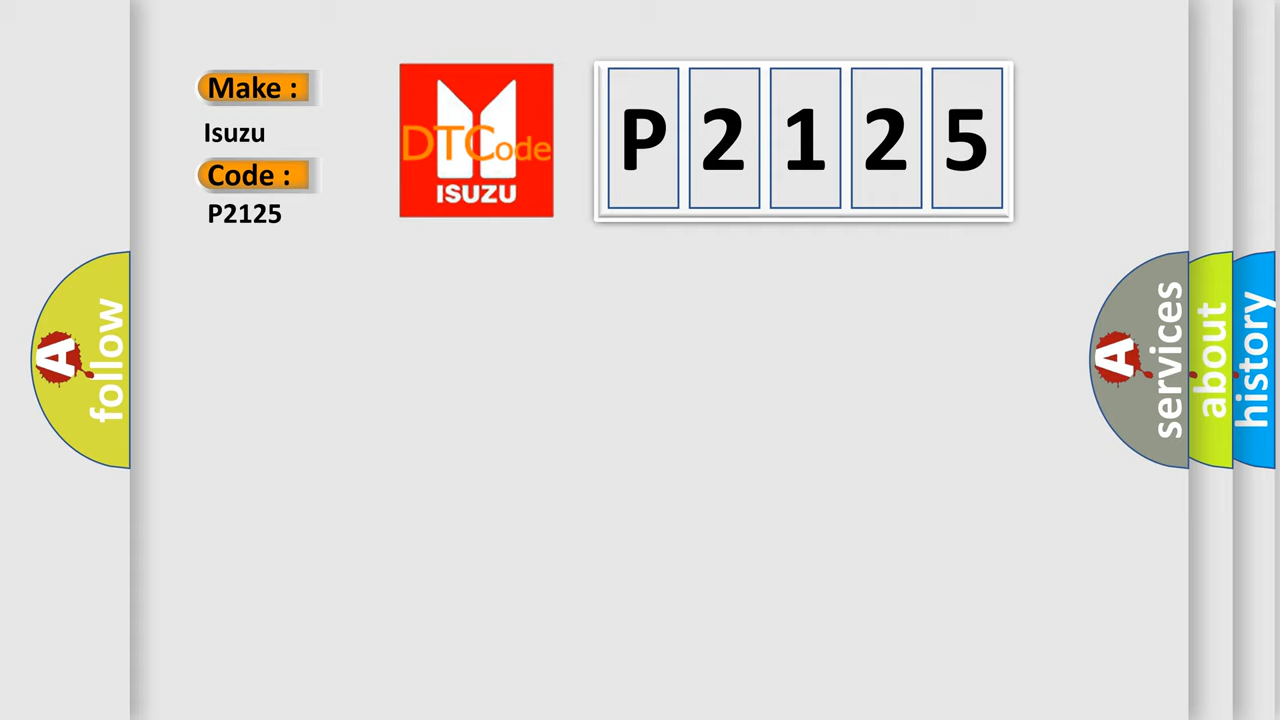 Make :
Isuzu
Code :
P2125
DTCode
ISUZU
P 2 1 2 5
A follow
A services
about
history